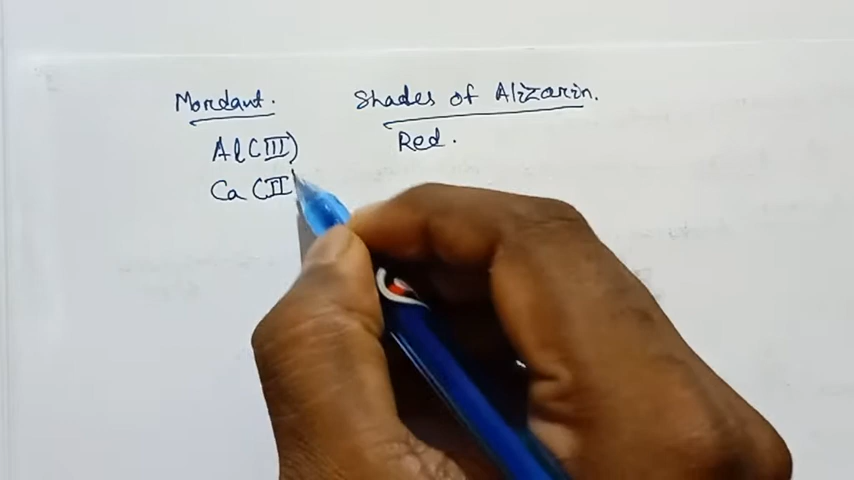 Mordant. Shades of Alizarin.
Al(III) Red.
Ca (II